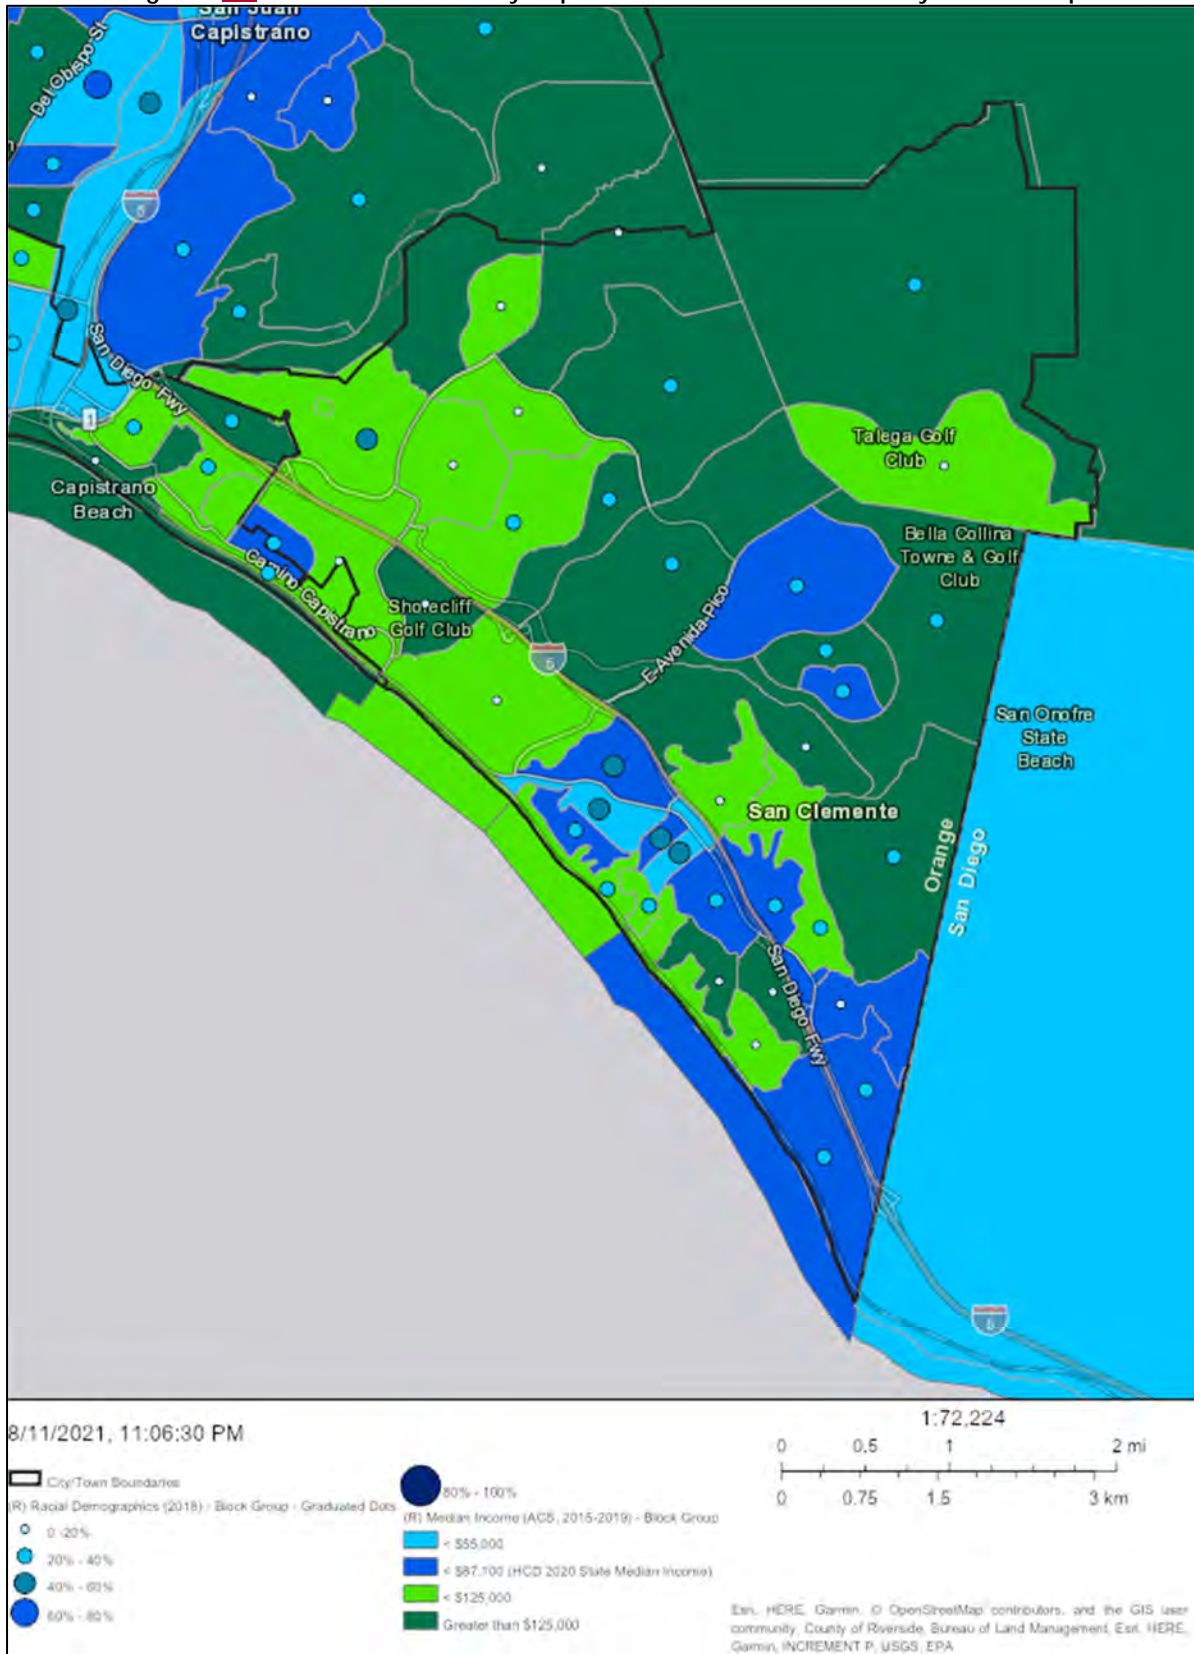 San Juan
Capistrano
Del Obispo St
5
San Diego Fwy
1
Capistrano
Beach
Camino Capistrano
Shorecliff
Golf Club
5
E Avenida Pico
Talega Golf
Club
Bella Collina
Towne & Golf
Club
San Onofre
State
Beach
San Clemente
Orange
San Diego
San Diego Fwy
5
8/11/2021, 11:06:30 PM
City/Town Boundaries
(R) Racial Demographics (2018) - Block Group - Graduated Dots
0 -20%
20% - 40%
40% - 60%
60% - 80%
80% - 100%
(R) Median Income (ACS, 2015-2019) - Block Group
< $55,000
< $87,100 (HCD 2020 State Median Income)
< $125,000
Greater than $125,000
1:72,224
0 0.5 1 2 mi
0 0.75 1.5 3 km
Esri, HERE, Garmin, © OpenStreetMap contributors, and the GIS user
community, County of Riverside, Bureau of Land Management, Esri, HERE,
Garmin, INCREMENT P, USGS, EPA